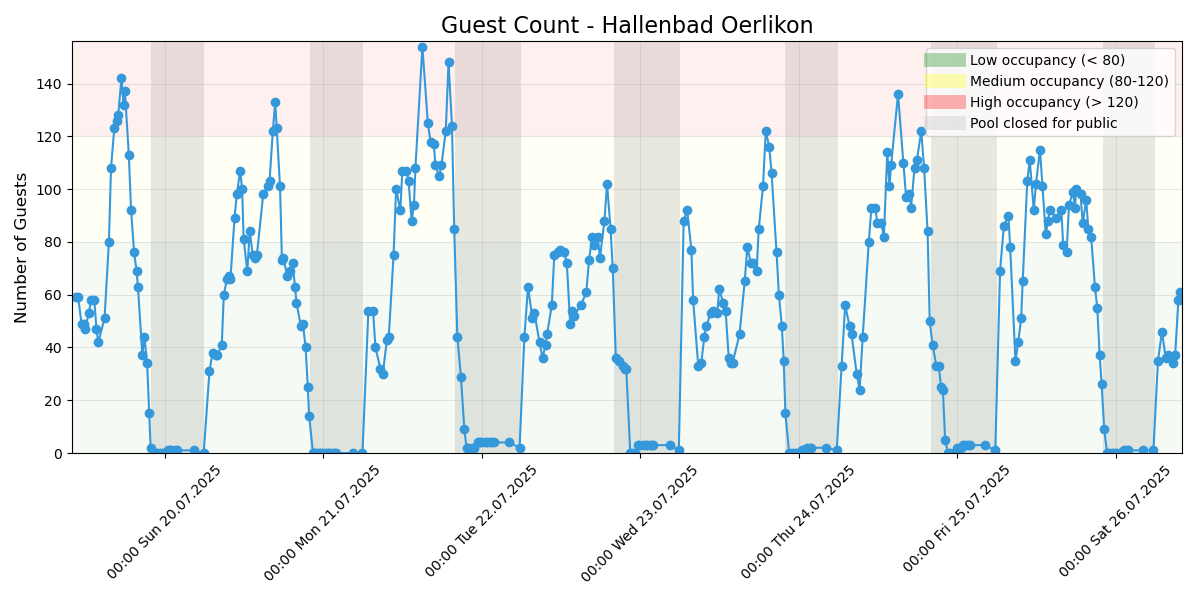 Guest Count - Hallenbad Oerlikon
Number of Guests
140
120
100
80
60
40
20
0
Low occupancy (< 80)
Medium occupancy (80-120)
High occupancy (> 120)
Pool closed for public
00:00 Sun 20.07.2025
00:00 Mon 21.07.2025
00:00 Tue 22.07.2025
00:00 Wed 23.07.2025
00:00 Thu 24.07.2025
00:00 Fri 25.07.2025
00:00 Sat 26.07.2025